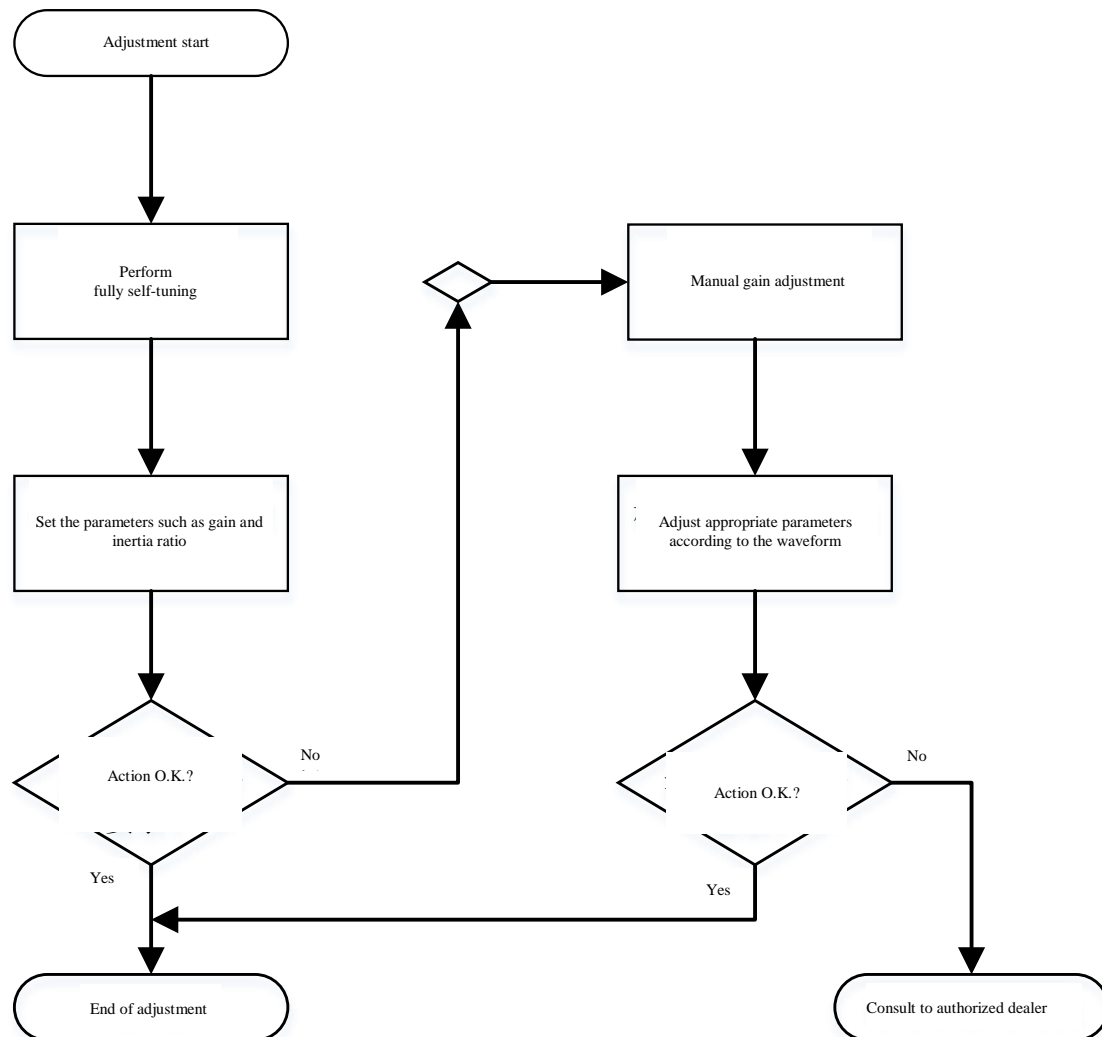 Adjustment start
Perform
fully self-tuning
Manual gain adjustment
Set the parameters such as gain and
inertia ratio
Adjust appropriate parameters
according to the waveform
Action O.K.?
No
Action O.K.?
No
Yes
Yes
End of adjustment
Consult to authorized dealer